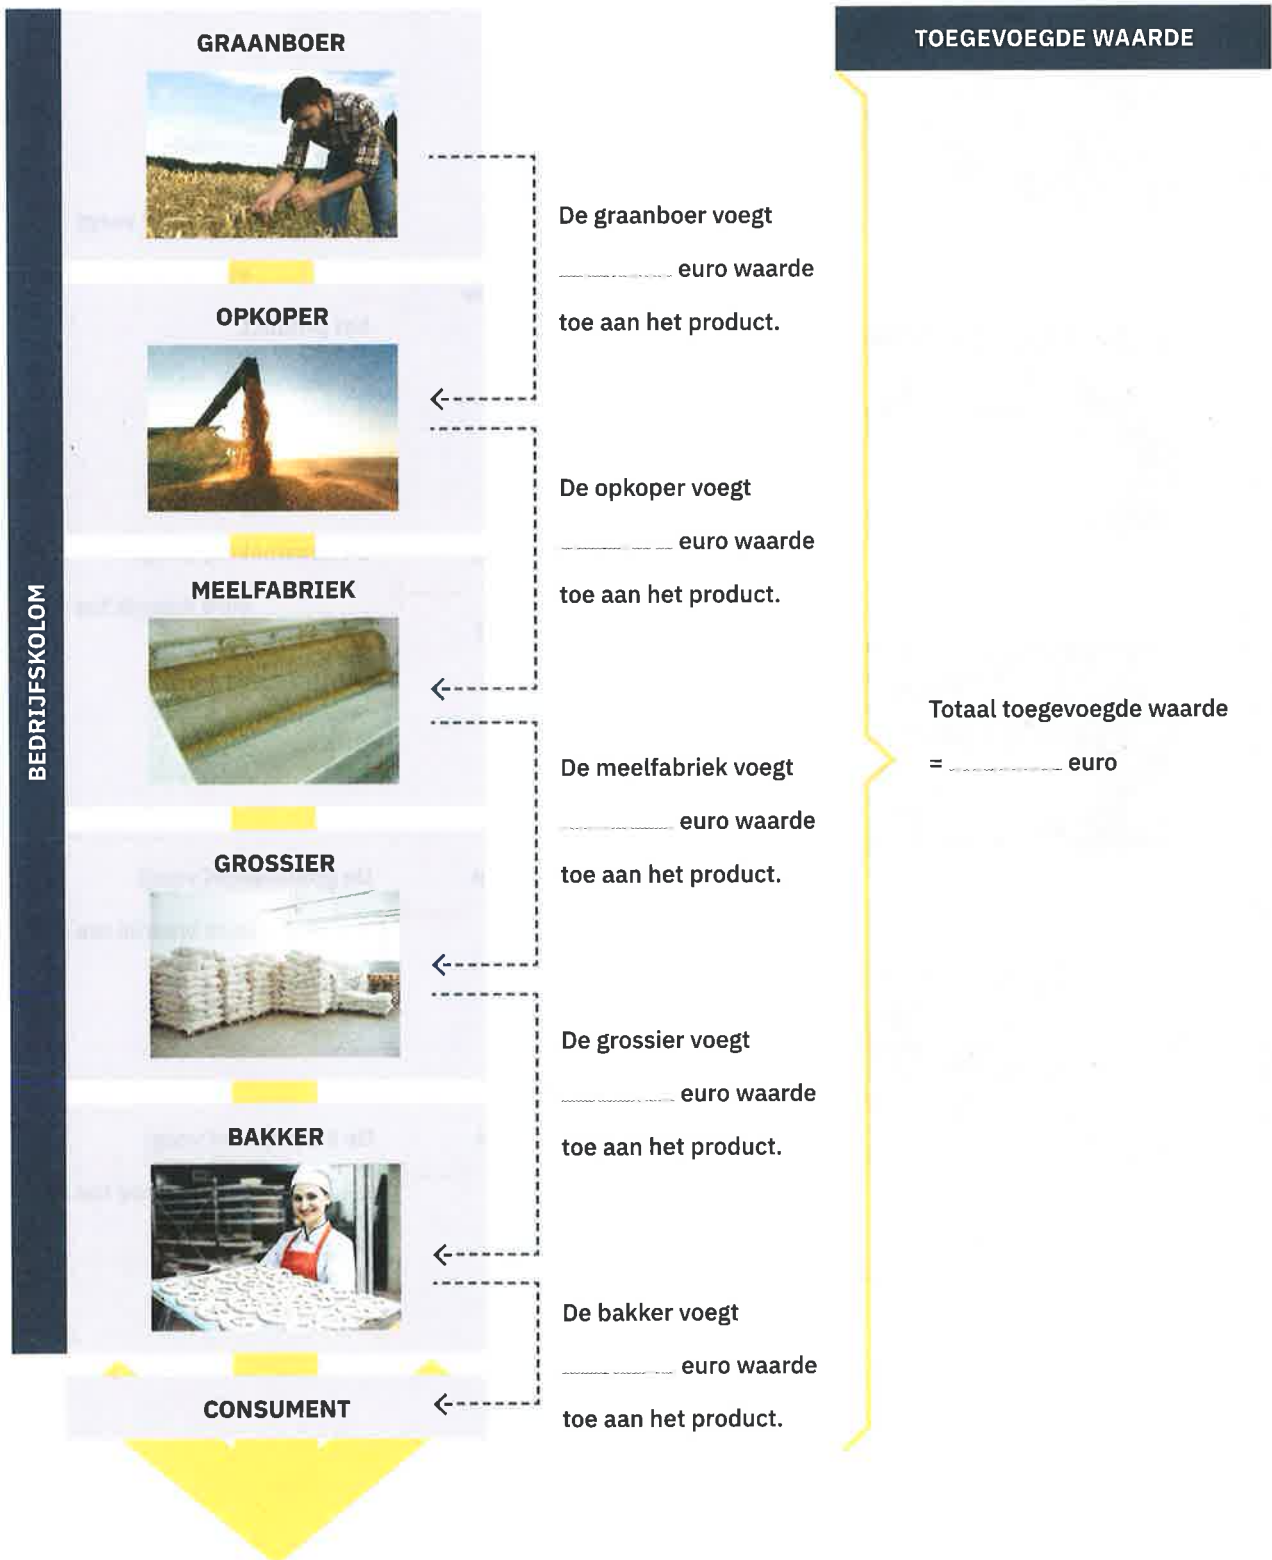 BEDRIJFSKOLOM
GRAANBOER
TOEGEVOEGDE WAARDE
De graanboer voegt
euro waarde
toe aan het product.
OPKOPER
De opkoper voegt
euro waarde
toe aan het product.
MEELFABRIEK
De meelfabriek voegt
euro waarde
toe aan het product.
Totaal toegevoegde waarde
= euro
GROSSIER
De grossier voegt
euro waarde
toe aan het product.
BAKKER
De bakker voegt
euro waarde
toe aan het product.
CONSUMENT